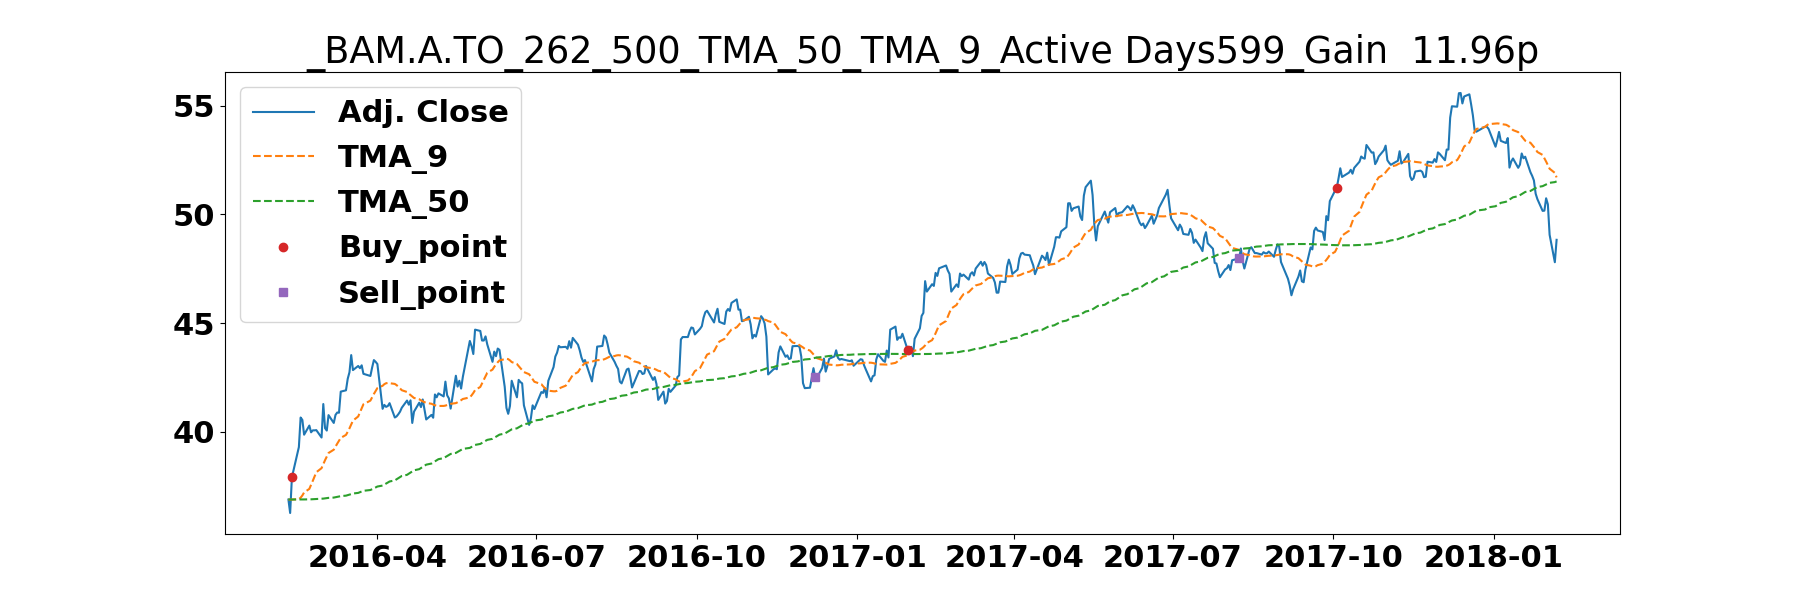 _BAM.A.TO_262_500_TMA_50_TMA_9_Active Days599_Gain  11.96p
55
50
45
40
Adj. Close
TMA_9
TMA_50
Buy_point
Sell_point
2016-04 2016-07 2016-10 2017-01 2017-04 2017-07 2017-10 2018-01